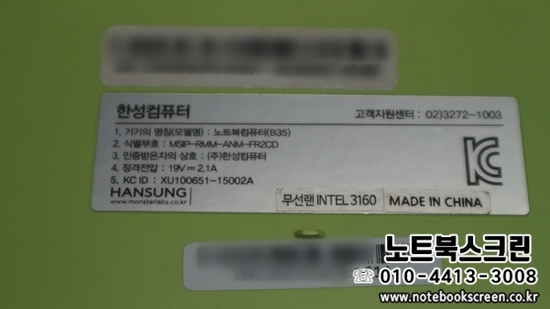 한성컴퓨터
고객지원센터 : 02)3272-1003
1. 기기의 명칭(모델명) : 노트북컴퓨터(B35)
2. 식별부호 : MSIP-RMM-ANM-FR2CD
3. 인증받은자의 상호 : (주)한성컴퓨터
4. 정격전압 : 19V = 2.1A
5. KC ID : XU100651-15002A
HANSUNG
www.monsterlabs.co.kr
무선랜 INTEL 3160
MADE IN CHINA
노트북스크린
☏ 010-4413-3008
www.notebookscreen.co.kr